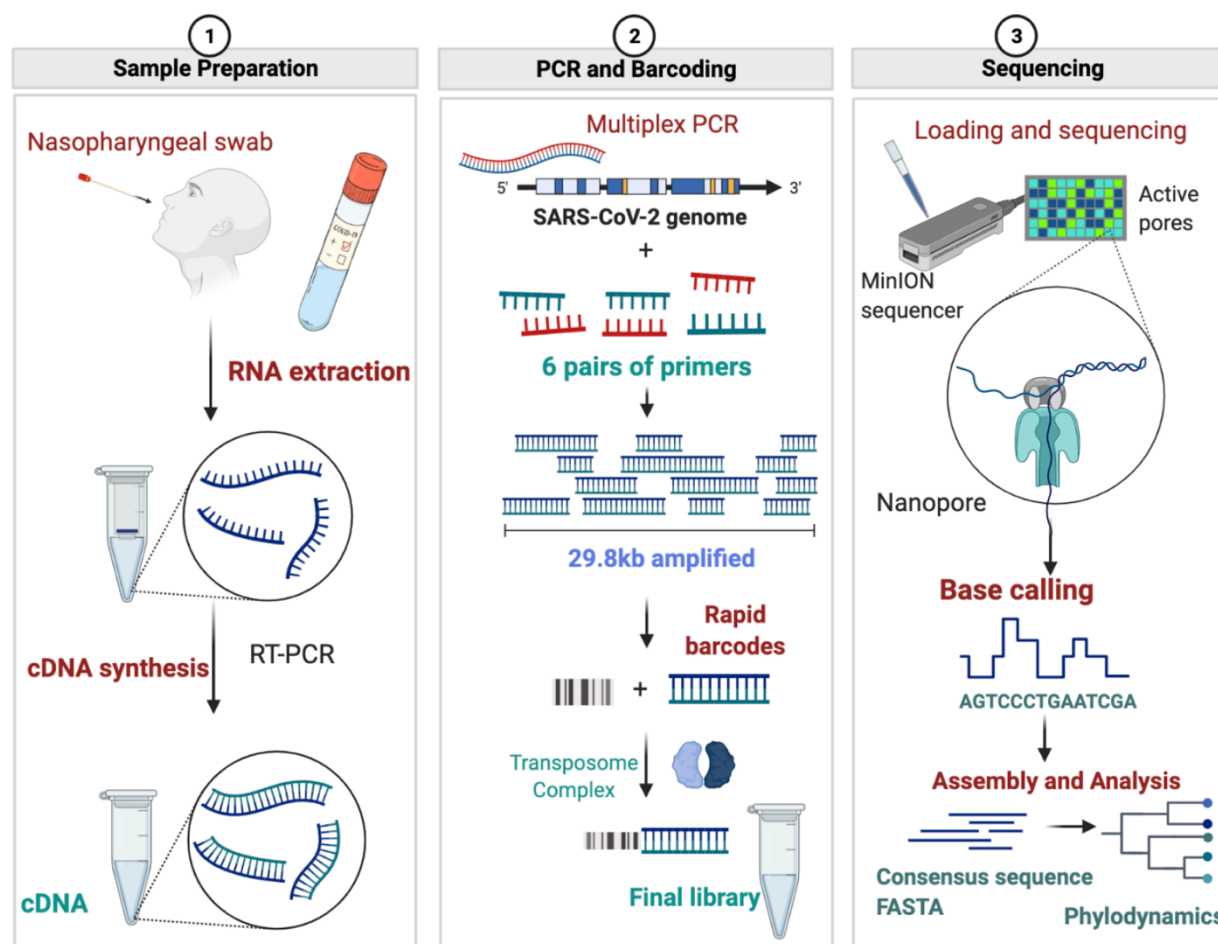 1
Sample Preparation
Nasopharyngeal swab
COVID-19
+
-
RNA extraction
cDNA synthesis
RT-PCR
cDNA
2
PCR and Barcoding
Multiplex PCR
5'
3'
SARS-CoV-2 genome
+
6 pairs of primers
29.8kb amplified
Rapid
barcodes
+
Transposome
Complex
Final library
3
Sequencing
Loading and sequencing
Active
pores
MinION
sequencer
Nanopore
Base calling
AGTCCCTGAATCGA
Assembly and Analysis
Consensus sequence
FASTA
Phylodynamics